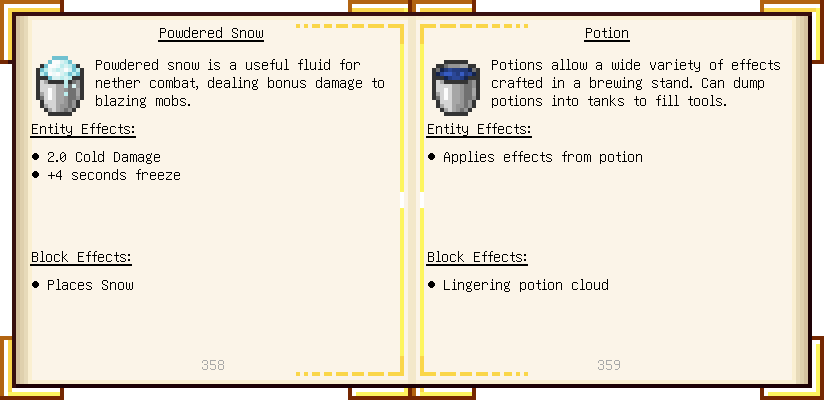 Powdered Snow
Powdered snow is a useful fluid for
nether combat, dealing bonus damage to
blazing mobs.
Entity Effects:
● 2.0 Cold Damage
● +4 seconds freeze
Block Effects:
● Places Snow
358
Potion
Potions allow a wide variety of effects
crafted in a brewing stand. Can dump
potions into tanks to fill tools.
Entity Effects:
● Applies effects from potion
Block Effects:
● Lingering potion cloud
359